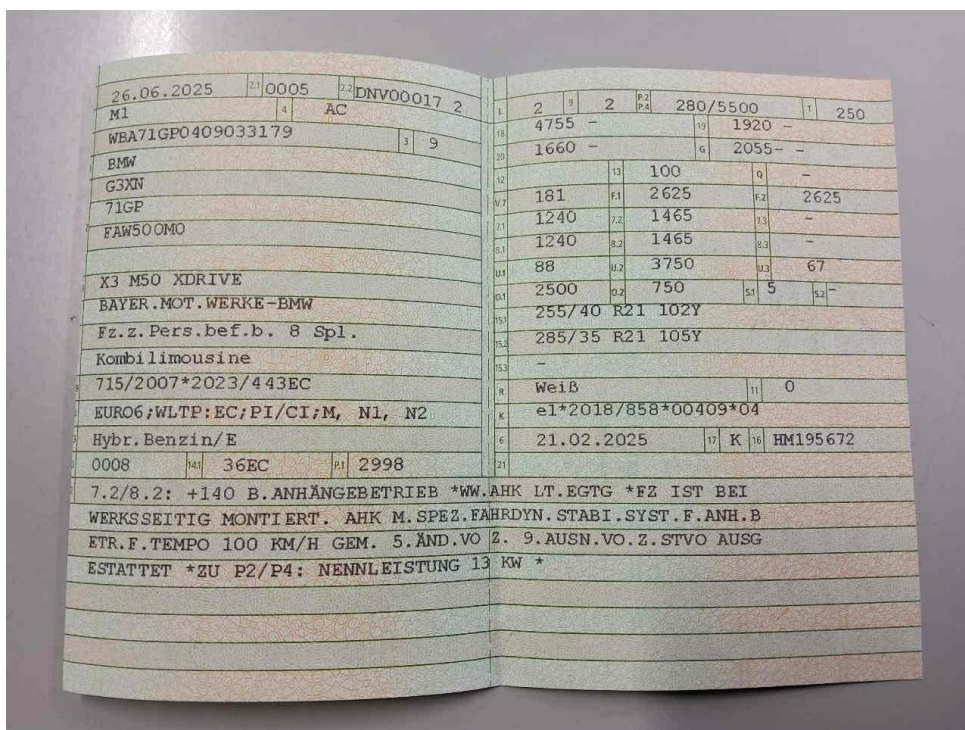 26.06.2025 2.1 0005 2.2 DNV00017 2
M1 4 AC
WBA71GP0409033179 3 9
BMW
G3XN
71GP
FAW500M0
X3 M50 XDRIVE
BAYER.MOT.WERKE-BMW
Fz.z.Pers.bef.b. 8 Spl.
Kombilimousine
715/2007*2023/443EC
EURO6;WLTP:EC;PI/CI;M, N1, N2
Hybr.Benzin/E
0008 14.1 36EC P.1 2998
L 2 9 2 P.2 P.4 280/5500 T 250
18 4755 - 19 1920 -
20 1660 - G 2055- -
12 13 100 Q -
V.7 181 F.1 2625 F.2 2625
7.1 1240 7.2 1465 7.3 -
8.1 1240 8.2 1465 8.3 -
U.1 88 U.2 3750 U.3 67
O.1 2500 O.2 750 S.1 5 S.2 -
15.1 255/40 R21 102Y
15.2 285/35 R21 105Y
15.3 -
R Weiß 11 0
K e1*2018/858*00409*04
6 21.02.2025 17 K 16 HM195672
21
7.2/8.2: +140 B.ANHÄNGEBETRIEB *WW.AHK LT.EGTG *FZ IST BEI
WERKSSEITIG MONTIERT. AHK M.SPEZ.FAHRDYN.STABI.SYST.F.ANH.B
ETR.F.TEMPO 100 KM/H GEM. 5.ÄND.VO Z. 9.AUSN.VO.Z.STVO AUSG
ESTATTET *ZU P2/P4: NENNLEISTUNG 13 KW *